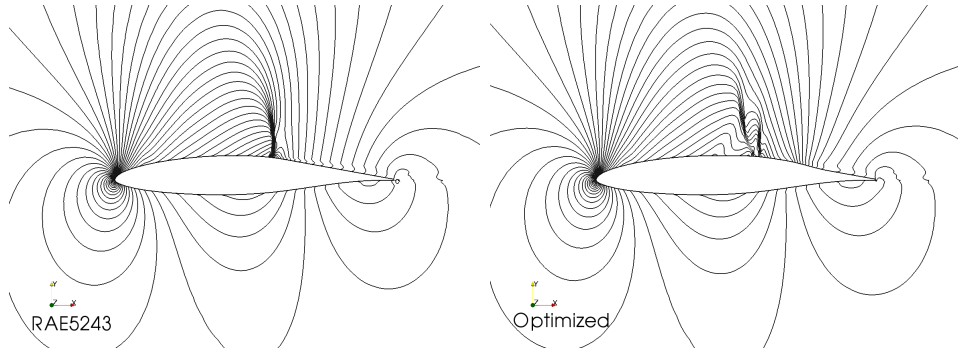 Y
Z X
RAE5243
Y
Z X
Optimized